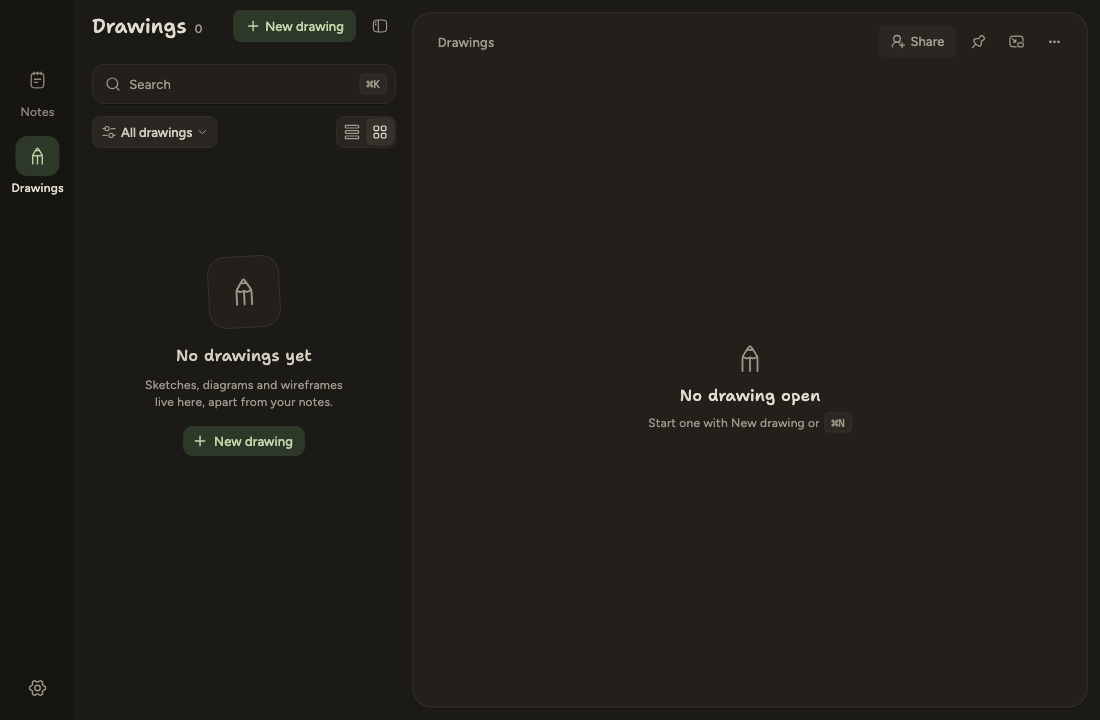 Drawings 0
New drawing
Search
⌘K
All drawings
Notes
Drawings
No drawings yet
Sketches, diagrams and wireframes
live here, apart from your notes.
New drawing
Drawings
Share
No drawing open
Start one with New drawing or ⌘N